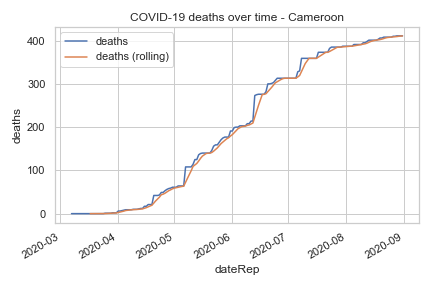 COVID-19 deaths over time - Cameroon
deaths
deaths (rolling)
deaths
400
300
200
100
0
2020-03
2020-04
2020-05
2020-06
2020-07
2020-08
2020-09
dateRep